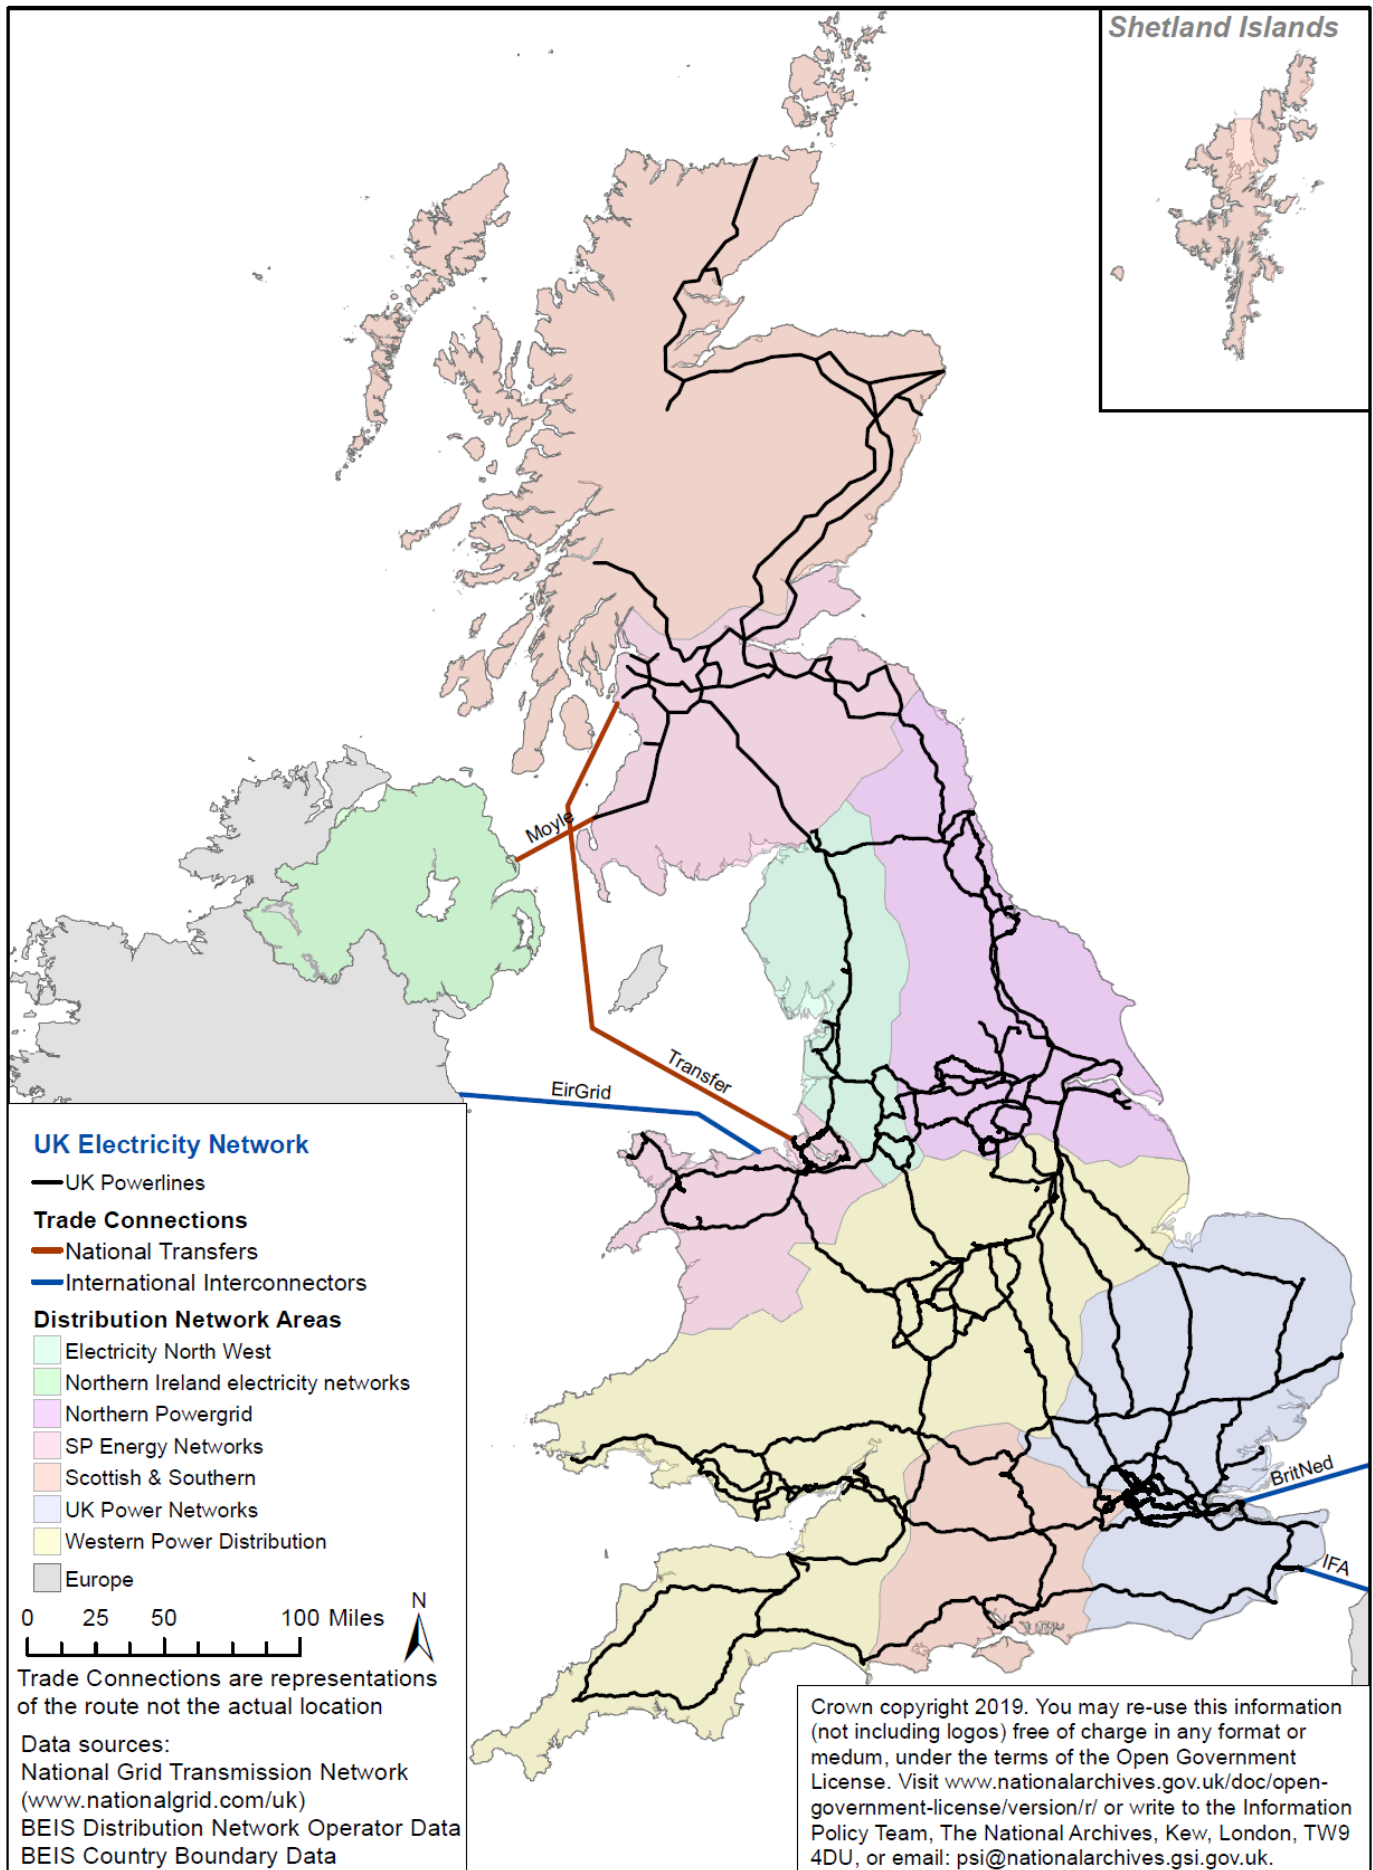 Shetland Islands
Moyle
Transfer
EirGrid
BritNed
IFA
UK Electricity Network
UK Powerlines
Trade Connections
National Transfers
International Interconnectors
Distribution Network Areas
Electricity North West
Northern Ireland electricity networks
Northern Powergrid
SP Energy Networks
Scottish & Southern
UK Power Networks
Western Power Distribution
Europe
N
0 25 50 100 Miles
Trade Connections are representations
of the route not the actual location
Data sources:
National Grid Transmission Network
(www.nationalgrid.com/uk)
BEIS Distribution Network Operator Data
BEIS Country Boundary Data
Crown copyright 2019. You may re-use this information
(not including logos) free of charge in any format or
medum, under the terms of the Open Government
License. Visit www.nationalarchives.gov.uk/doc/open-
government-license/version/r/ or write to the Information
Policy Team, The National Archives, Kew, London, TW9
4DU, or email: psi@nationalarchives.gsi.gov.uk.